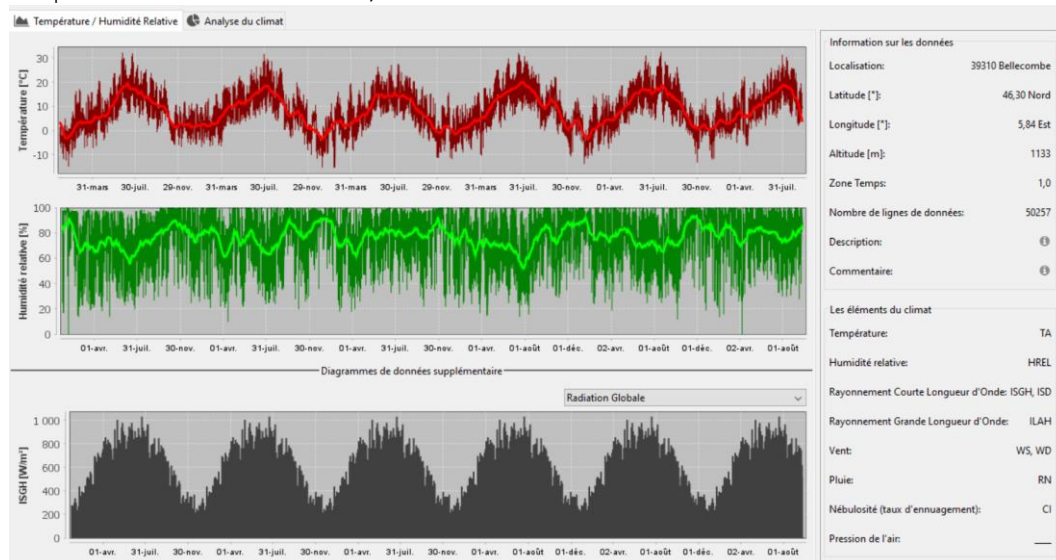 Température / Humidité Relative
Analyse du climat
Température [°C]
30
20
10
0
-10
31-mars 30-juil. 29-nov. 31-mars 30-juil. 29-nov. 31-mars 30-juil. 29-nov. 31-mars 31-juil. 30-nov. 01-avr. 31-juil. 30-nov. 01-avr. 31-juil.
Humidité relative [%]
100
80
60
40
20
0
01-avr. 31-juil. 30-nov. 01-avr. 31-juil. 30-nov. 01-avr. 31-juil. 30-nov. 01-avr. 01-août 01-déc. 02-avr. 01-août 01-déc. 02-avr. 01-août
Diagrammes de données supplémentaire
Radiation Globale
ISGH [W/m²]
1 000
800
600
400
200
0
01-avr. 31-juil. 30-nov. 01-avr. 31-juil. 30-nov. 01-avr. 31-juil. 30-nov. 01-avr. 01-août 01-déc. 02-avr. 01-août 01-déc. 02-avr. 01-août
Information sur les données
Localisation: 39310 Bellecombe
Latitude [°]: 46,30 Nord
Longitude [°]: 5,84 Est
Altitude [m]: 1133
Zone Temps: 1,0
Nombre de lignes de données: 50257
Description:
Commentaire:
Les éléments du climat
Température: TA
Humidité relative: HREL
Rayonnement Courte Longueur d'Onde: ISGH, ISD
Rayonnement Grande Longueur d'Onde: ILAH
Vent: WS, WD
Pluie: RN
Nébulosité (taux d'ennuagement): CI
Pression de l'air: ___